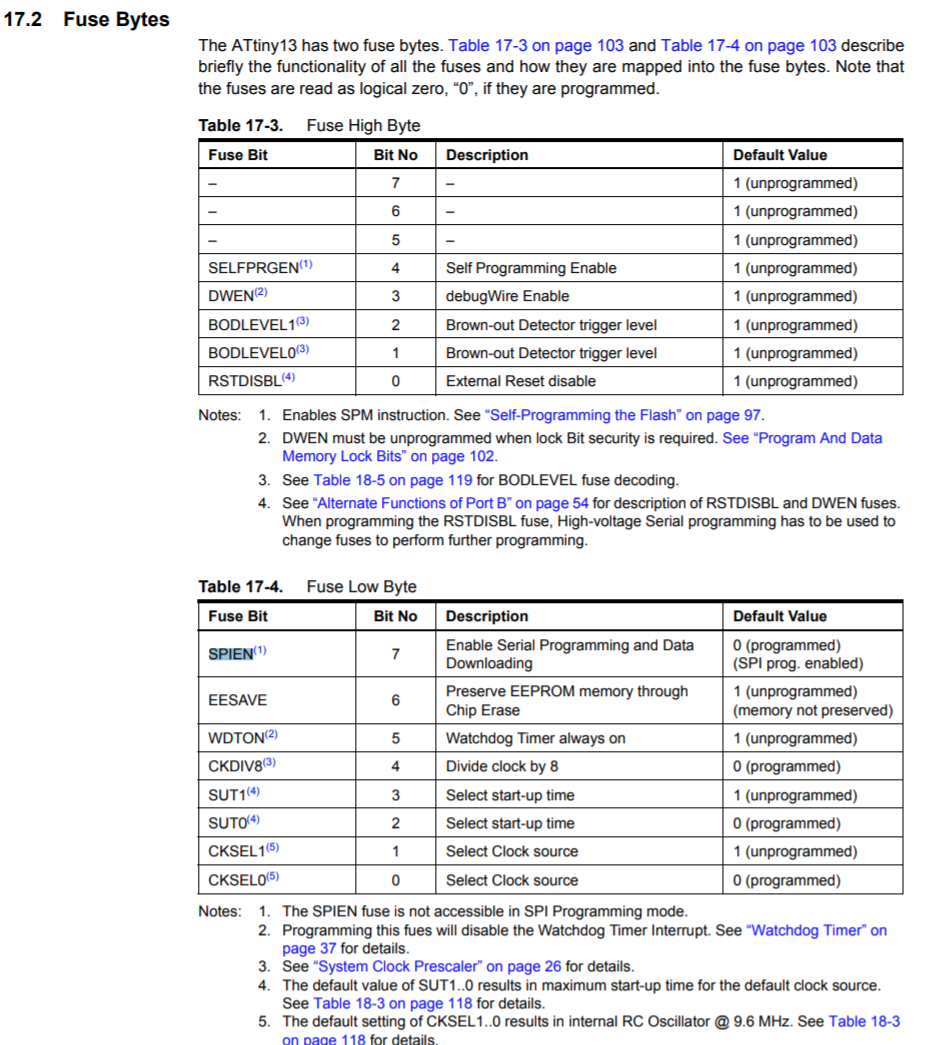 17.2 Fuse Bytes
The ATtiny13 has two fuse bytes. Table 17-3 on page 103 and Table 17-4 on page 103 describe
briefly the functionality of all the fuses and how they are mapped into the fuse bytes. Note that
the fuses are read as logical zero, “0”, if they are programmed.
Table 17-3. Fuse High Byte
Fuse Bit Bit No Description Default Value
– 7 – 1 (unprogrammed)
– 6 – 1 (unprogrammed)
– 5 – 1 (unprogrammed)
SELFPRGEN(1) 4 Self Programming Enable 1 (unprogrammed)
DWEN(2) 3 debugWire Enable 1 (unprogrammed)
BODLEVEL1(3) 2 Brown-out Detector trigger level 1 (unprogrammed)
BODLEVEL0(3) 1 Brown-out Detector trigger level 1 (unprogrammed)
RSTDISBL(4) 0 External Reset disable 1 (unprogrammed)
Notes: 1. Enables SPM instruction. See “Self-Programming the Flash” on page 97.
2. DWEN must be unprogrammed when lock Bit security is required. See “Program And Data
Memory Lock Bits” on page 102.
3. See Table 18-5 on page 119 for BODLEVEL fuse decoding.
4. See “Alternate Functions of Port B” on page 54 for description of RSTDISBL and DWEN fuses.
When programming the RSTDISBL fuse, High-voltage Serial programming has to be used to
change fuses to perform further programming.
Table 17-4. Fuse Low Byte
Fuse Bit Bit No Description Default Value
SPIEN(1) 7 Enable Serial Programming and Data 0 (programmed)
Downloading (SPI prog. enabled)
EESAVE 6 Preserve EEPROM memory through 1 (unprogrammed)
Chip Erase (memory not preserved)
WDTON(2) 5 Watchdog Timer always on 1 (unprogrammed)
CKDIV8(3) 4 Divide clock by 8 0 (programmed)
SUT1(4) 3 Select start-up time 1 (unprogrammed)
SUT0(4) 2 Select start-up time 0 (programmed)
CKSEL1(5) 1 Select Clock source 1 (unprogrammed)
CKSEL0(5) 0 Select Clock source 0 (programmed)
Notes: 1. The SPIEN fuse is not accessible in SPI Programming mode.
2. Programming this fues will disable the Watchdog Timer Interrupt. See “Watchdog Timer” on
page 37 for details.
3. See “System Clock Prescaler” on page 26 for details.
4. The default value of SUT1..0 results in maximum start-up time for the default clock source.
See Table 18-3 on page 118 for details.
5. The default setting of CKSEL1..0 results in internal RC Oscillator @ 9.6 MHz. See Table 18-3
on page 118 for details.